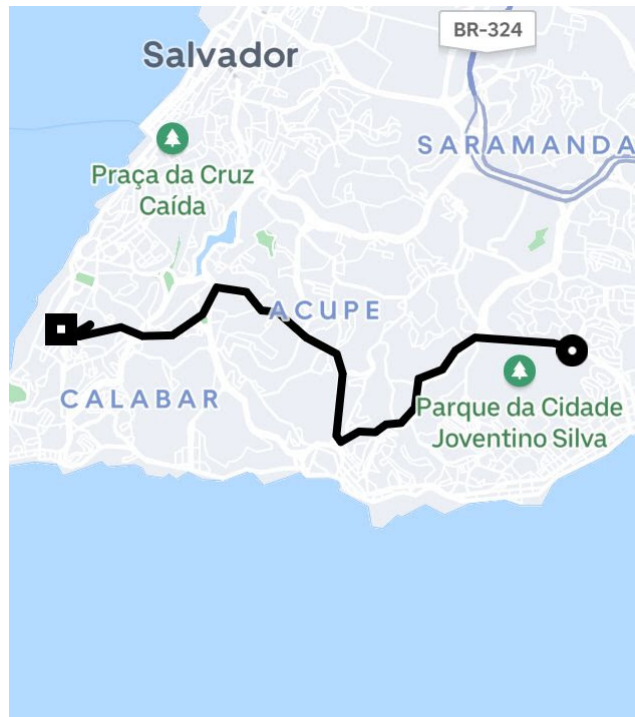 BR-324
Salvador
SARAMANDA
Praça da Cruz
Caída
ACUPE
CALABAR
Parque da Cidade
Joventino Silva